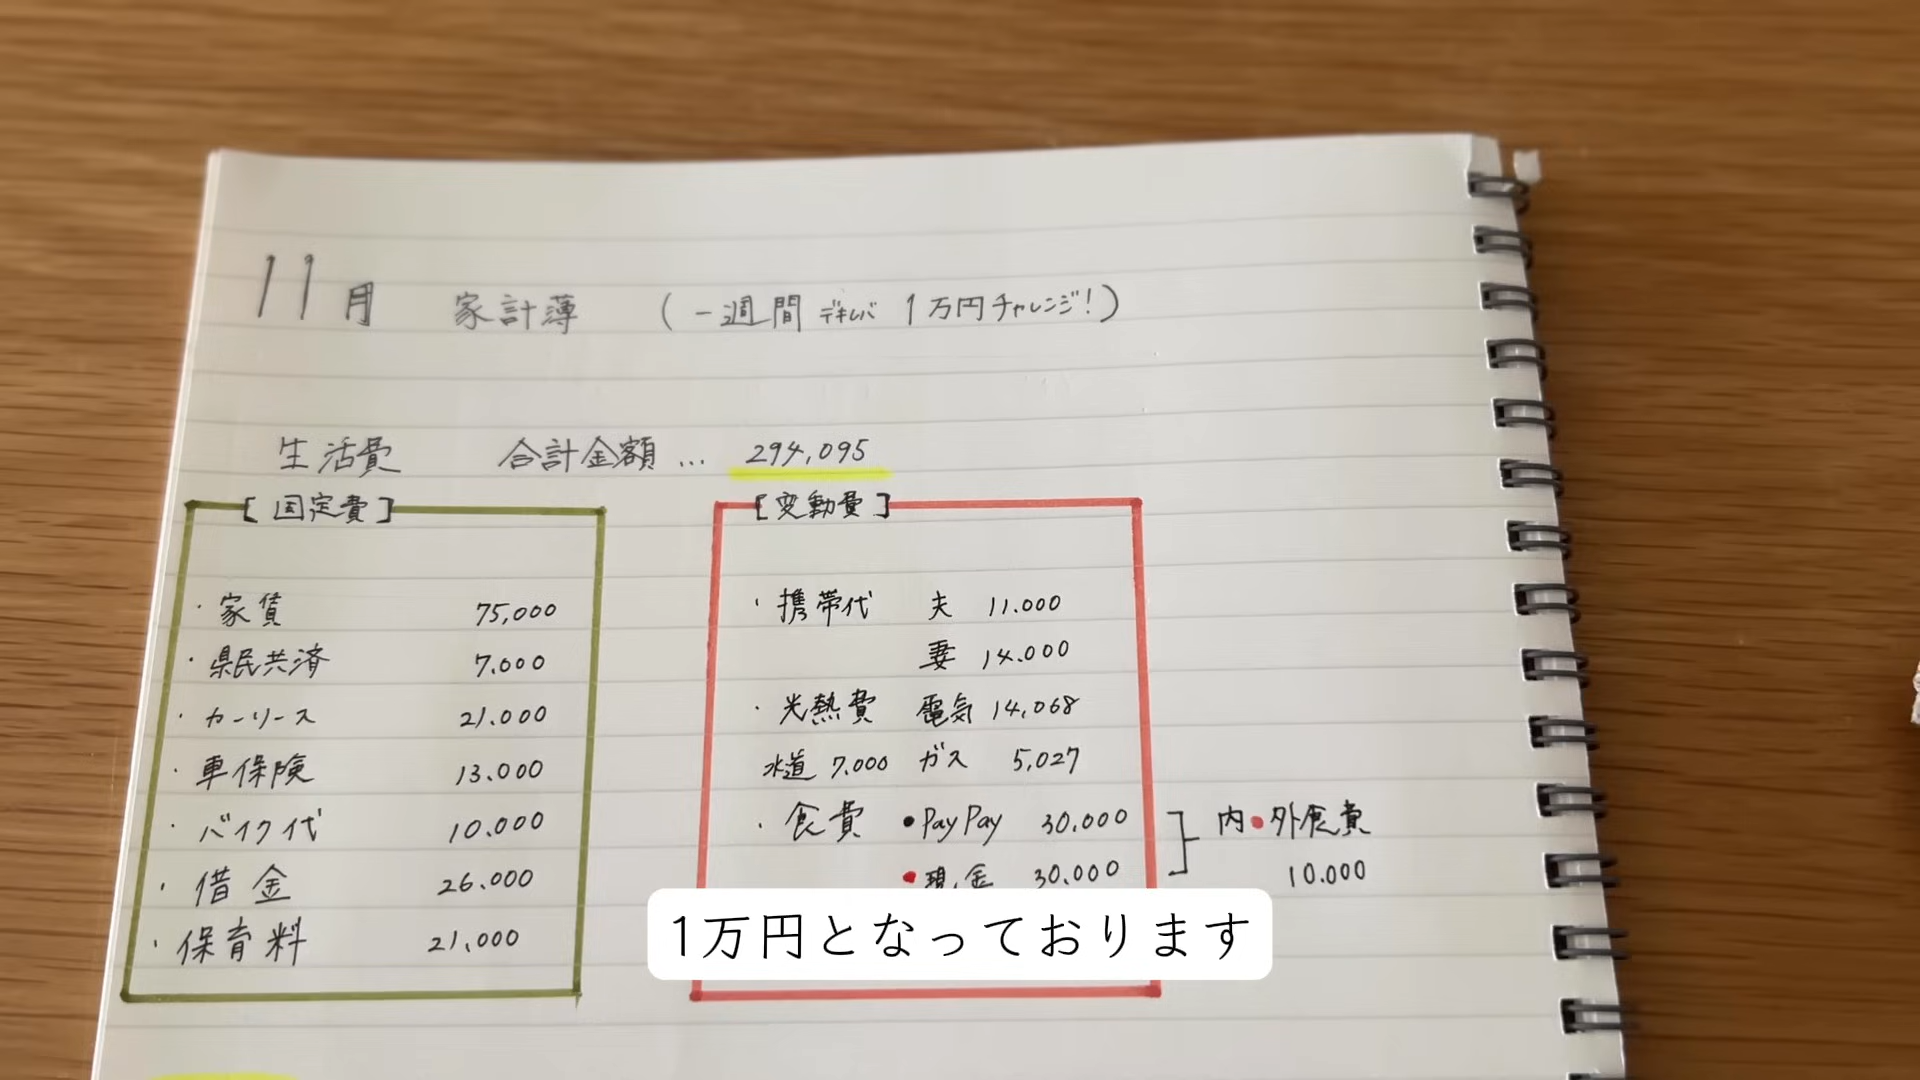 11月 家計薄 (一週間 デキレバ 1万円チャレンジ!)
生活費 合計金額... 294,095
[固定費]
・家賃 75,000
・県民共済 7.000
・カーリース 21.000
・車保険 13.000
・バイク代 10.000
・借金 26.000
・保育料 21,000
[変動費]
・携帯代 夫 11.000
妻 14.000
・光熱費 電気 14,068
水道 7.000 ガス 5,027
・食費 ●PayPay 30,000
●現金 30.000
内●外食費
10.000
1万円となっております